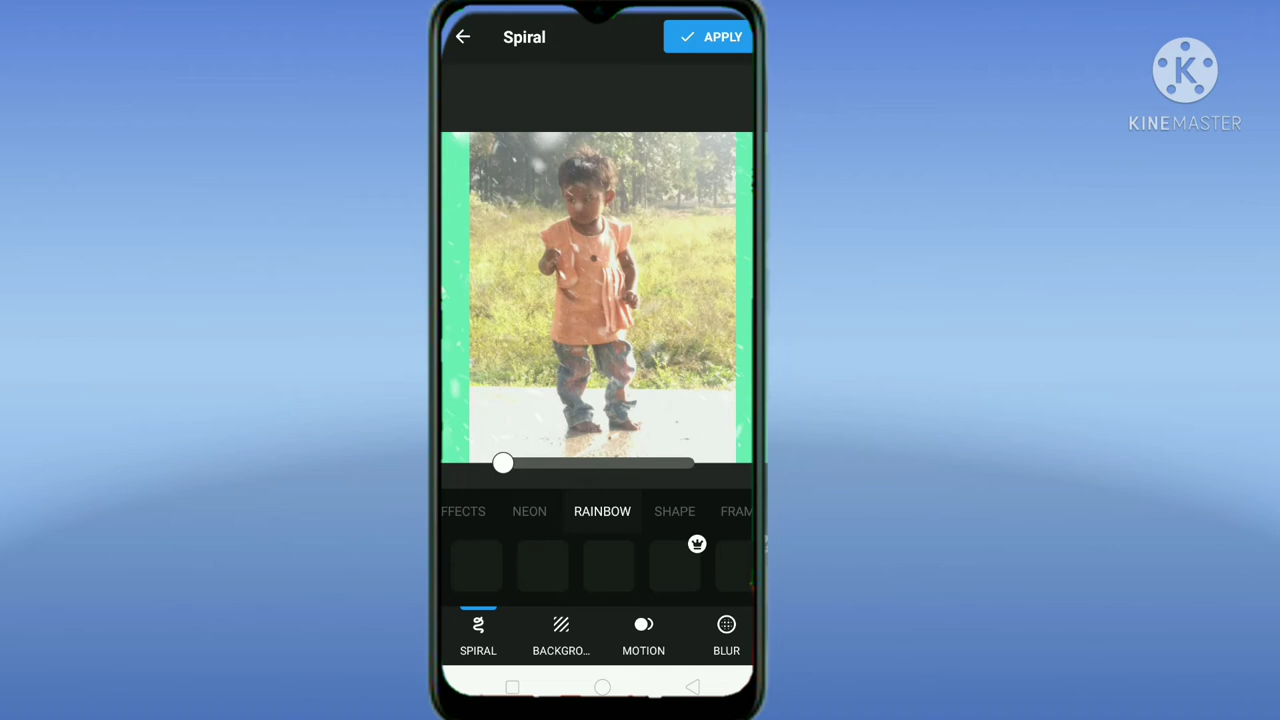 Spiral
APPLY
K
KINEMASTER
FFECTS NEON RAINBOW SHAPE FRAM
SPIRAL BACKGRO... MOTION BLUR